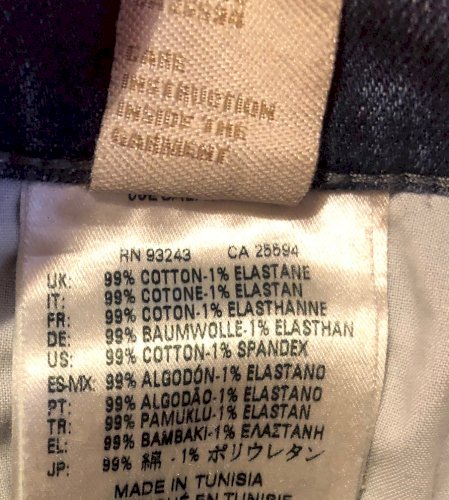 CARE
INSTRUCTION
INSIDE THE
GARMENT
RN 93243 CA 25594
UK: 99% COTTON-1% ELASTANE
IT: 99% COTONE-1% ELASTAN
FR: 99% COTON-1% ELASTHANNE
DE: 99% BAUMWOLLE-1% ELASTHAN
US: 99% COTTON-1% SPANDEX
ES-MX: 99% ALGODÓN-1% ELASTANO
PT: 99% ALGODÃO-1% ELASTANO
TR: 99% PAMUKLU-1% ELASTAN
EL: 99% BAMBAKI-1% ΕΛΑΣΤΑΝΗ
JP: 99% 綿 -1% ポリウレタン
MADE IN TUNISIA
EN TUNISIE